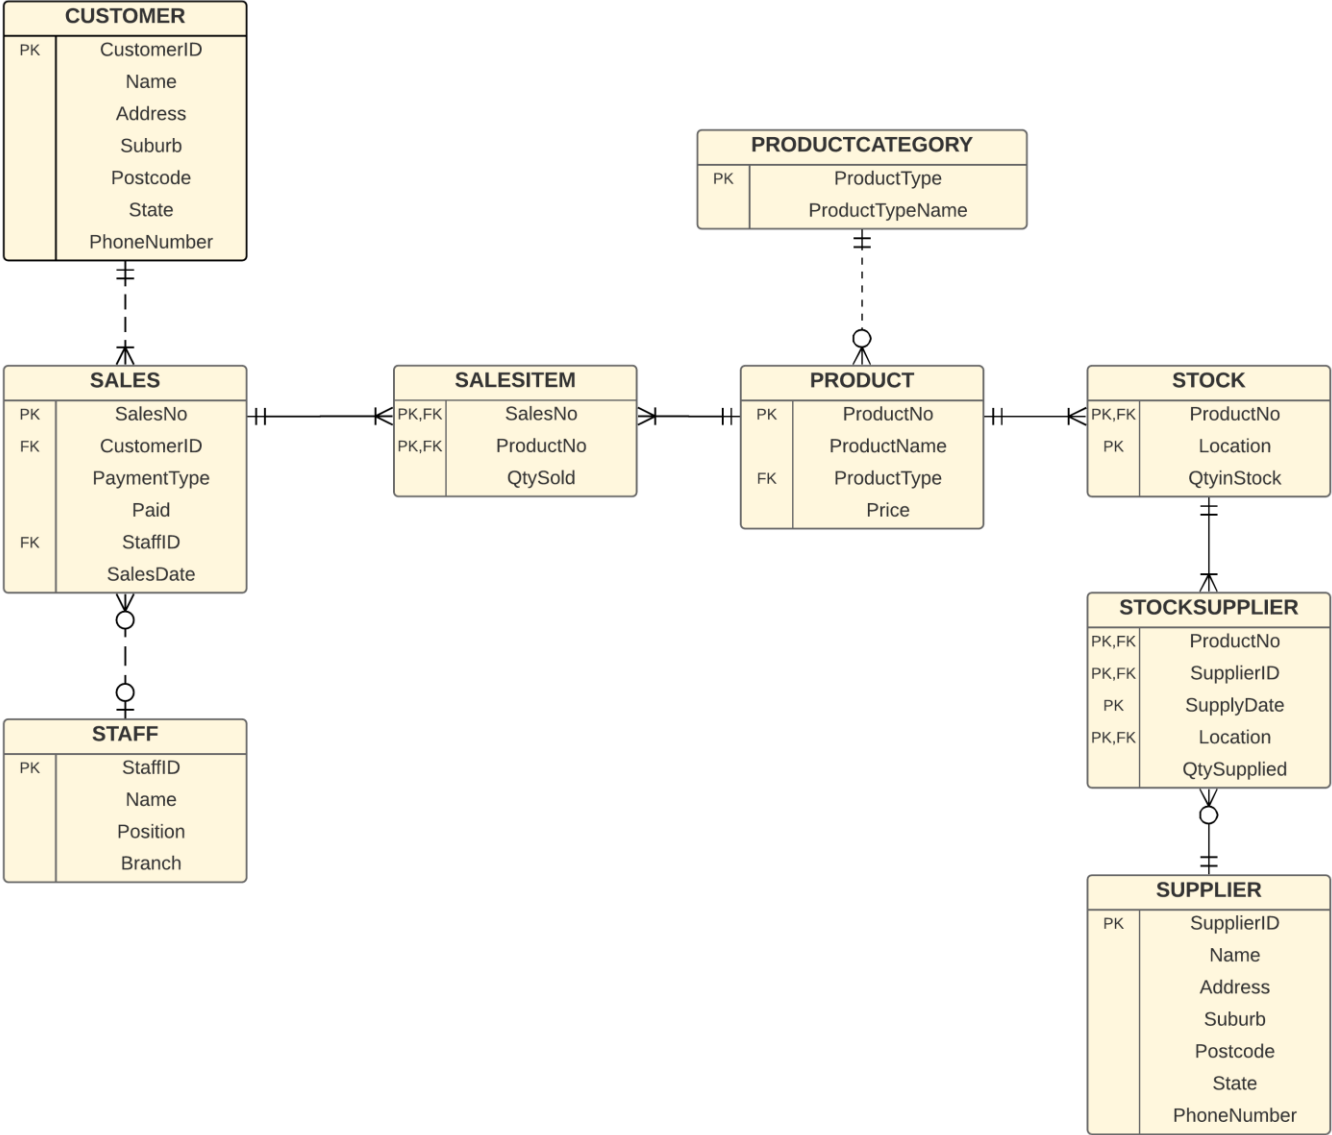 CUSTOMER
PK CustomerID
Name
Address
Suburb
Postcode
State
PhoneNumber
PRODUCTCATEGORY
PK ProductType
ProductTypeName
SALES
PK SalesNo
FK CustomerID
PaymentType
Paid
FK StaffID
SalesDate
SALESITEM
PK,FK SalesNo
PK,FK ProductNo
QtySold
PRODUCT
PK ProductNo
ProductName
FK ProductType
Price
STOCK
PK,FK ProductNo
PK Location
QtyinStock
STOCKSUPPLIER
PK,FK ProductNo
PK,FK SupplierID
PK SupplyDate
PK,FK Location
QtySupplied
STAFF
PK StaffID
Name
Position
Branch
SUPPLIER
PK SupplierID
Name
Address
Suburb
Postcode
State
PhoneNumber